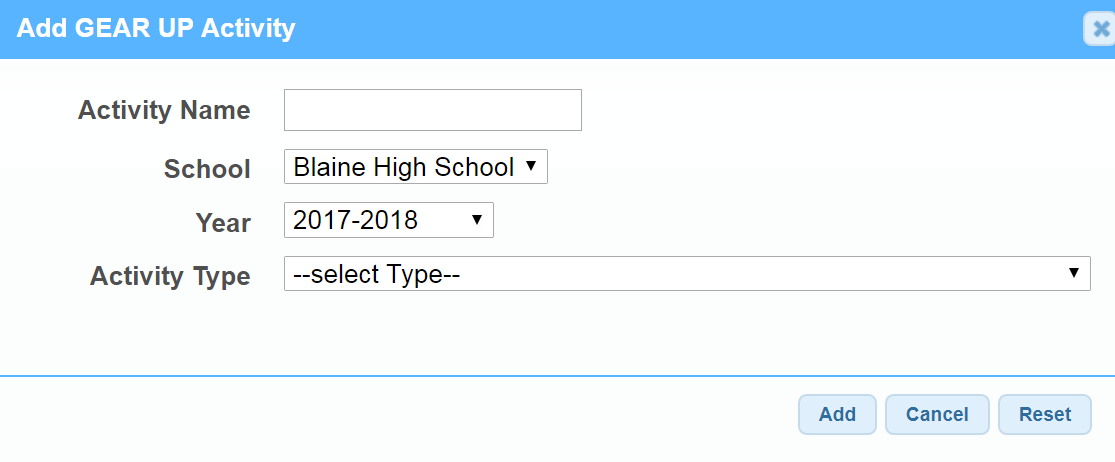 Add GEAR UP Activity
Activity Name
School Blaine High School
Year 2017-2018
Activity Type --select Type--
Add Cancel Reset